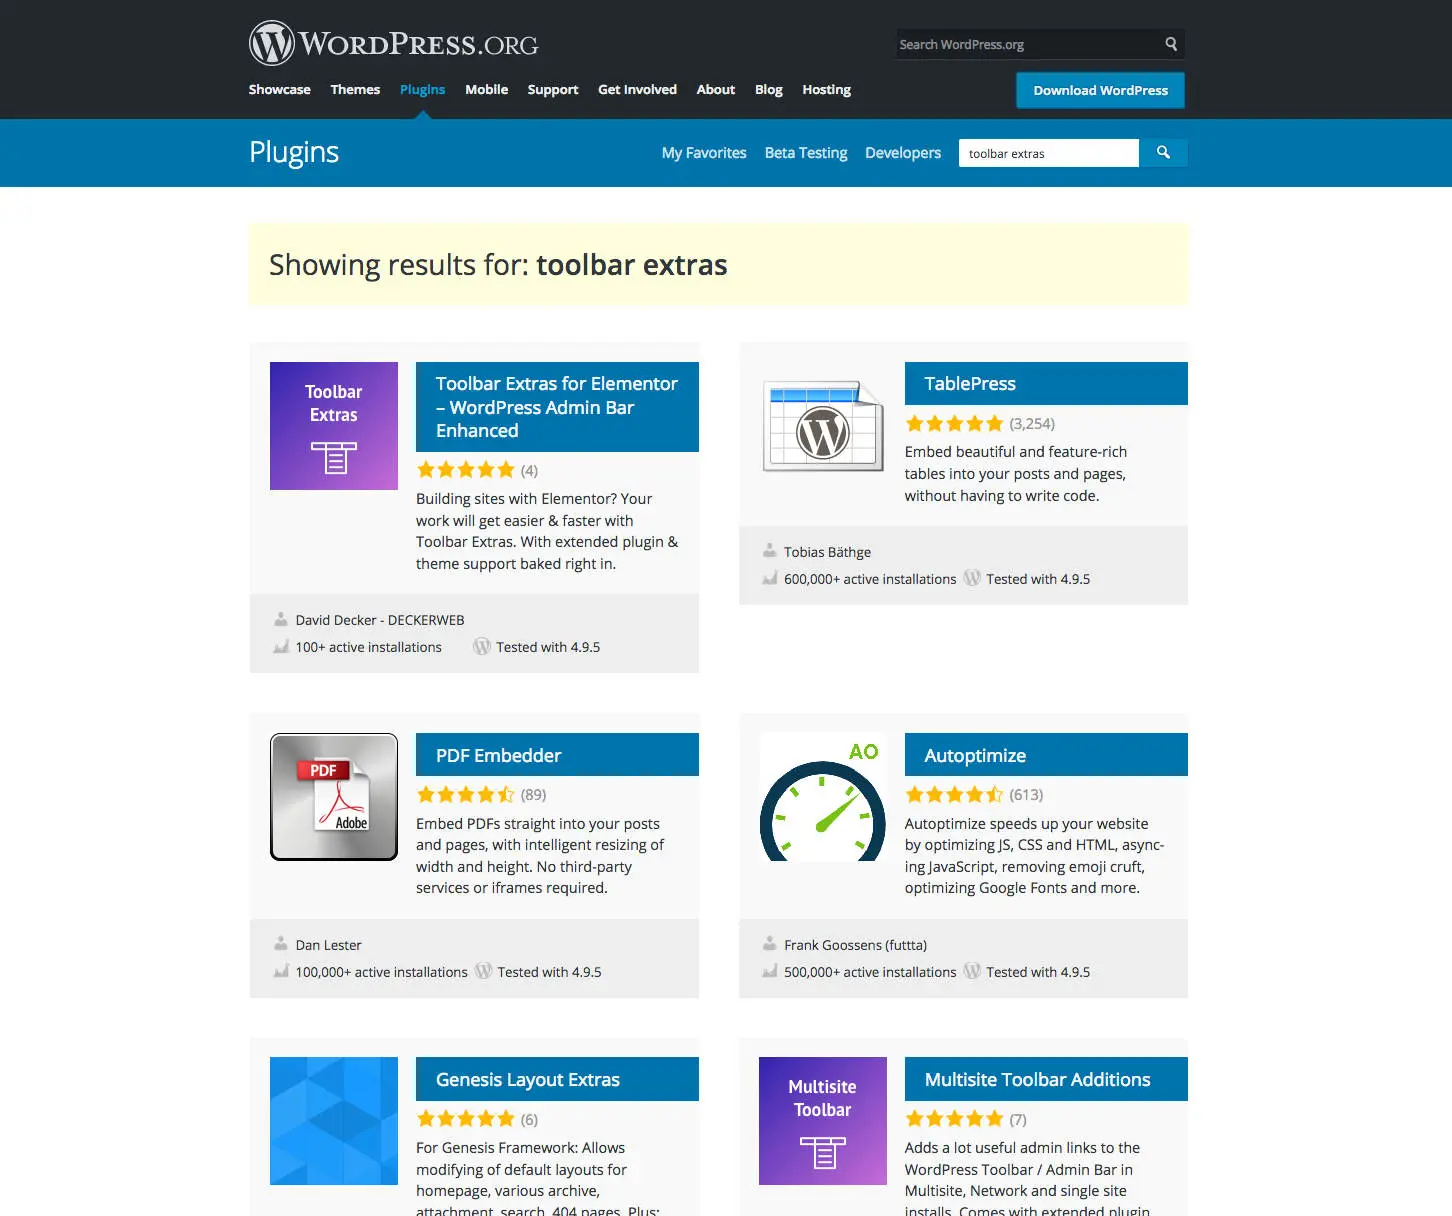 WORDPRESS.ORG
Search WordPress.org
Showcase Themes Plugins Mobile Support Get Involved About Blog Hosting
Download WordPress
Plugins
My Favorites Beta Testing Developers
toolbar extras
Showing results for: toolbar extras
Toolbar
Extras
Toolbar Extras for Elementor
– WordPress Admin Bar
Enhanced
(4)
Building sites with Elementor? Your
work will get easier & faster with
Toolbar Extras. With extended plugin &
theme support baked right in.
David Decker - DECKERWEB
100+ active installations
Tested with 4.9.5
TablePress
(3,254)
Embed beautiful and feature-rich
tables into your posts and pages,
without having to write code.
Tobias Bäthge
600,000+ active installations
Tested with 4.9.5
PDF
Adobe
PDF Embedder
(89)
Embed PDFs straight into your posts
and pages, with intelligent resizing of
width and height. No third-party
services or iframes required.
Dan Lester
100,000+ active installations
Tested with 4.9.5
AO
Autoptimize
(613)
Autoptimize speeds up your website
by optimizing JS, CSS and HTML, async-
ing JavaScript, removing emoji cruft,
optimizing Google Fonts and more.
Frank Goossens (futtta)
500,000+ active installations
Tested with 4.9.5
Genesis Layout Extras
(6)
For Genesis Framework: Allows
modifying of default layouts for
homepage, various archive,
attachment, search, 404 pages. Plus:
Multisite
Toolbar
Multisite Toolbar Additions
(7)
Adds a lot useful admin links to the
WordPress Toolbar / Admin Bar in
Multisite, Network and single site
installs. Comes with extended plugin